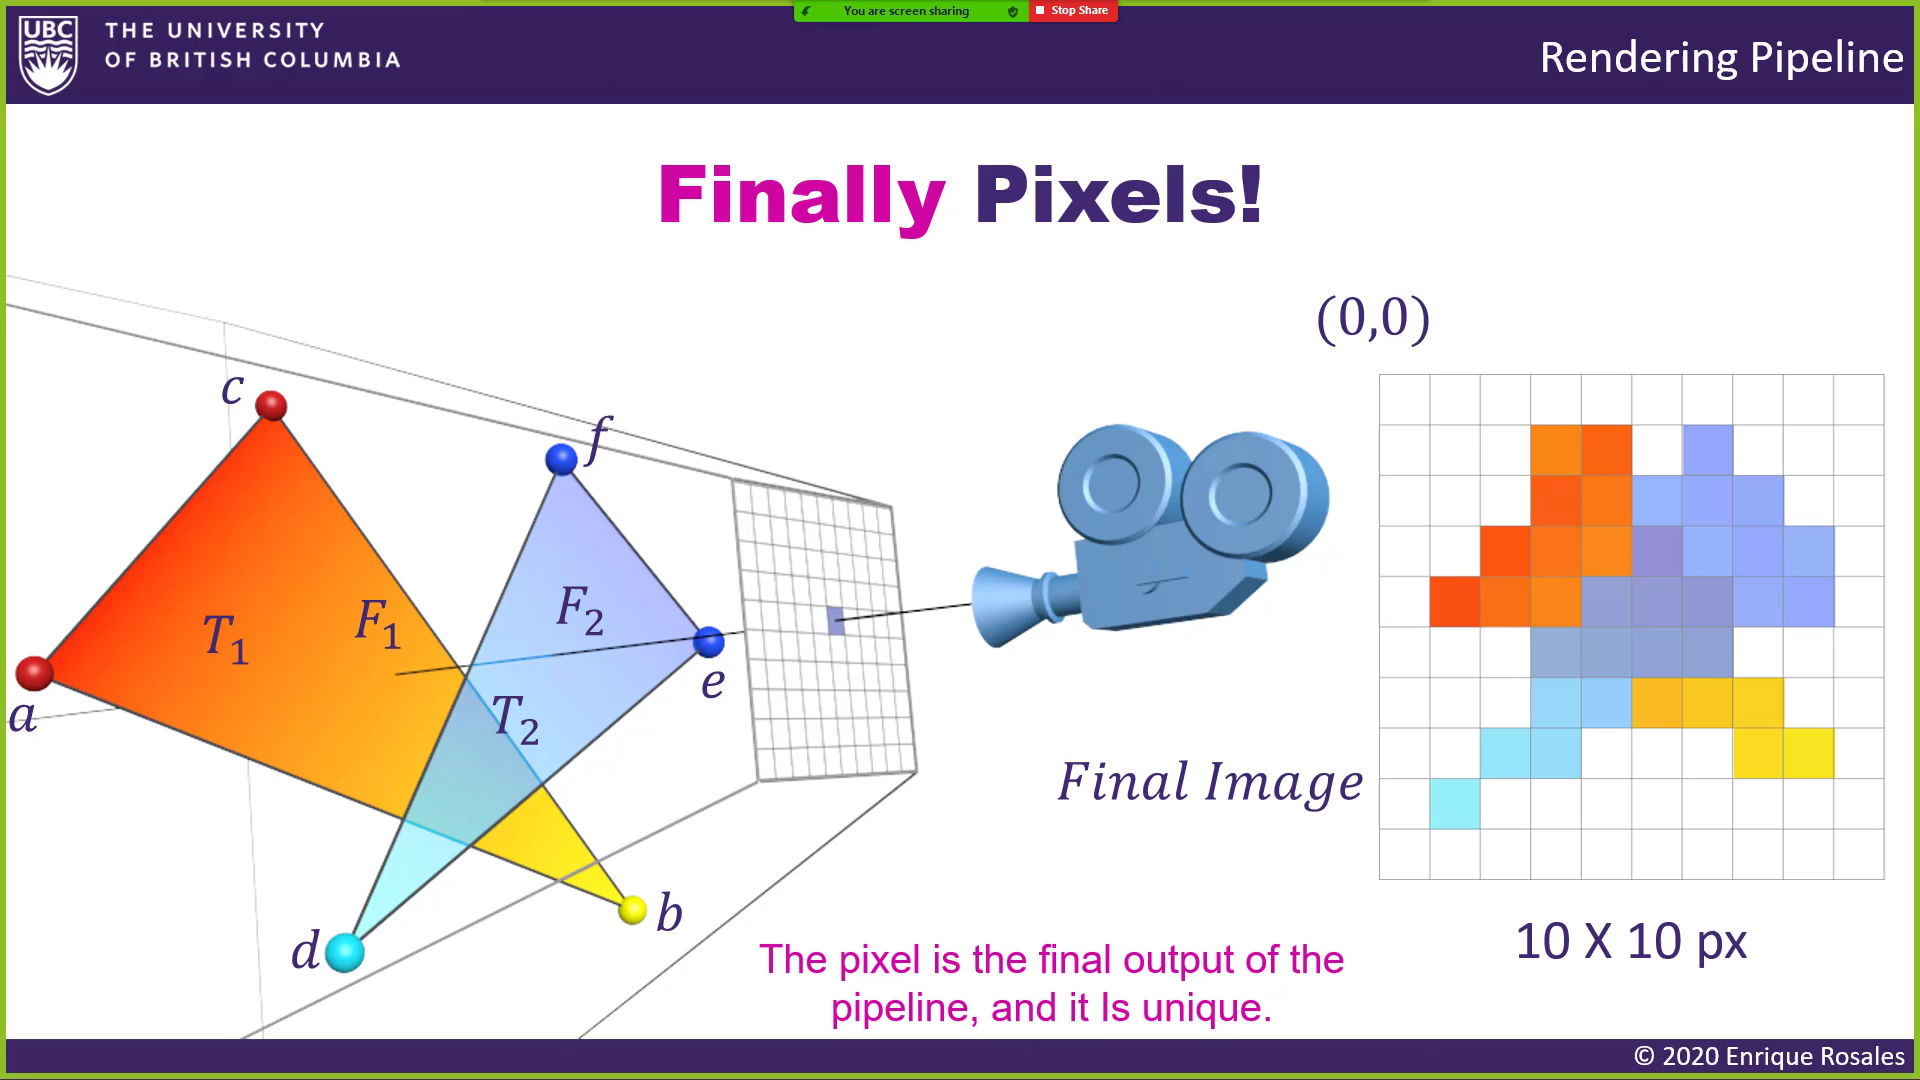 You are screen sharing
Stop Share
UBC
THE UNIVERSITY
OF BRITISH COLUMBIA
Rendering Pipeline
Finally Pixels!
(0,0)
c
f
F2
T1
F1
e
a
T2
Final Image
b
d
10 X 10 px
The pixel is the final output of the
pipeline, and it Is unique.
© 2020 Enrique Rosales